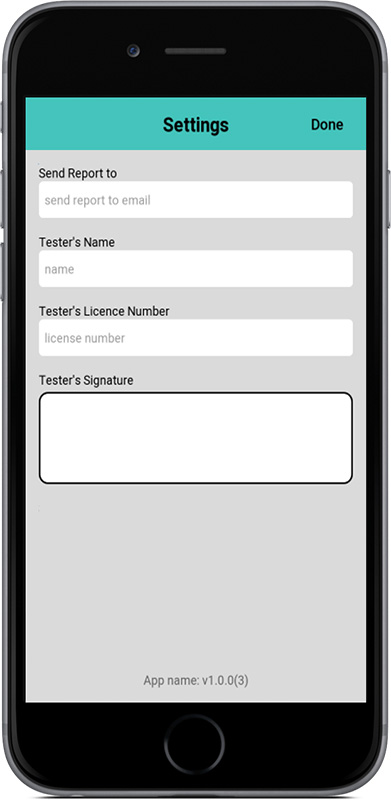 Settings
Done
Send Report to
send report to email
Tester's Name
name
Tester's Licence Number
license number
Tester's Signature
App name: v1.0.0(3)